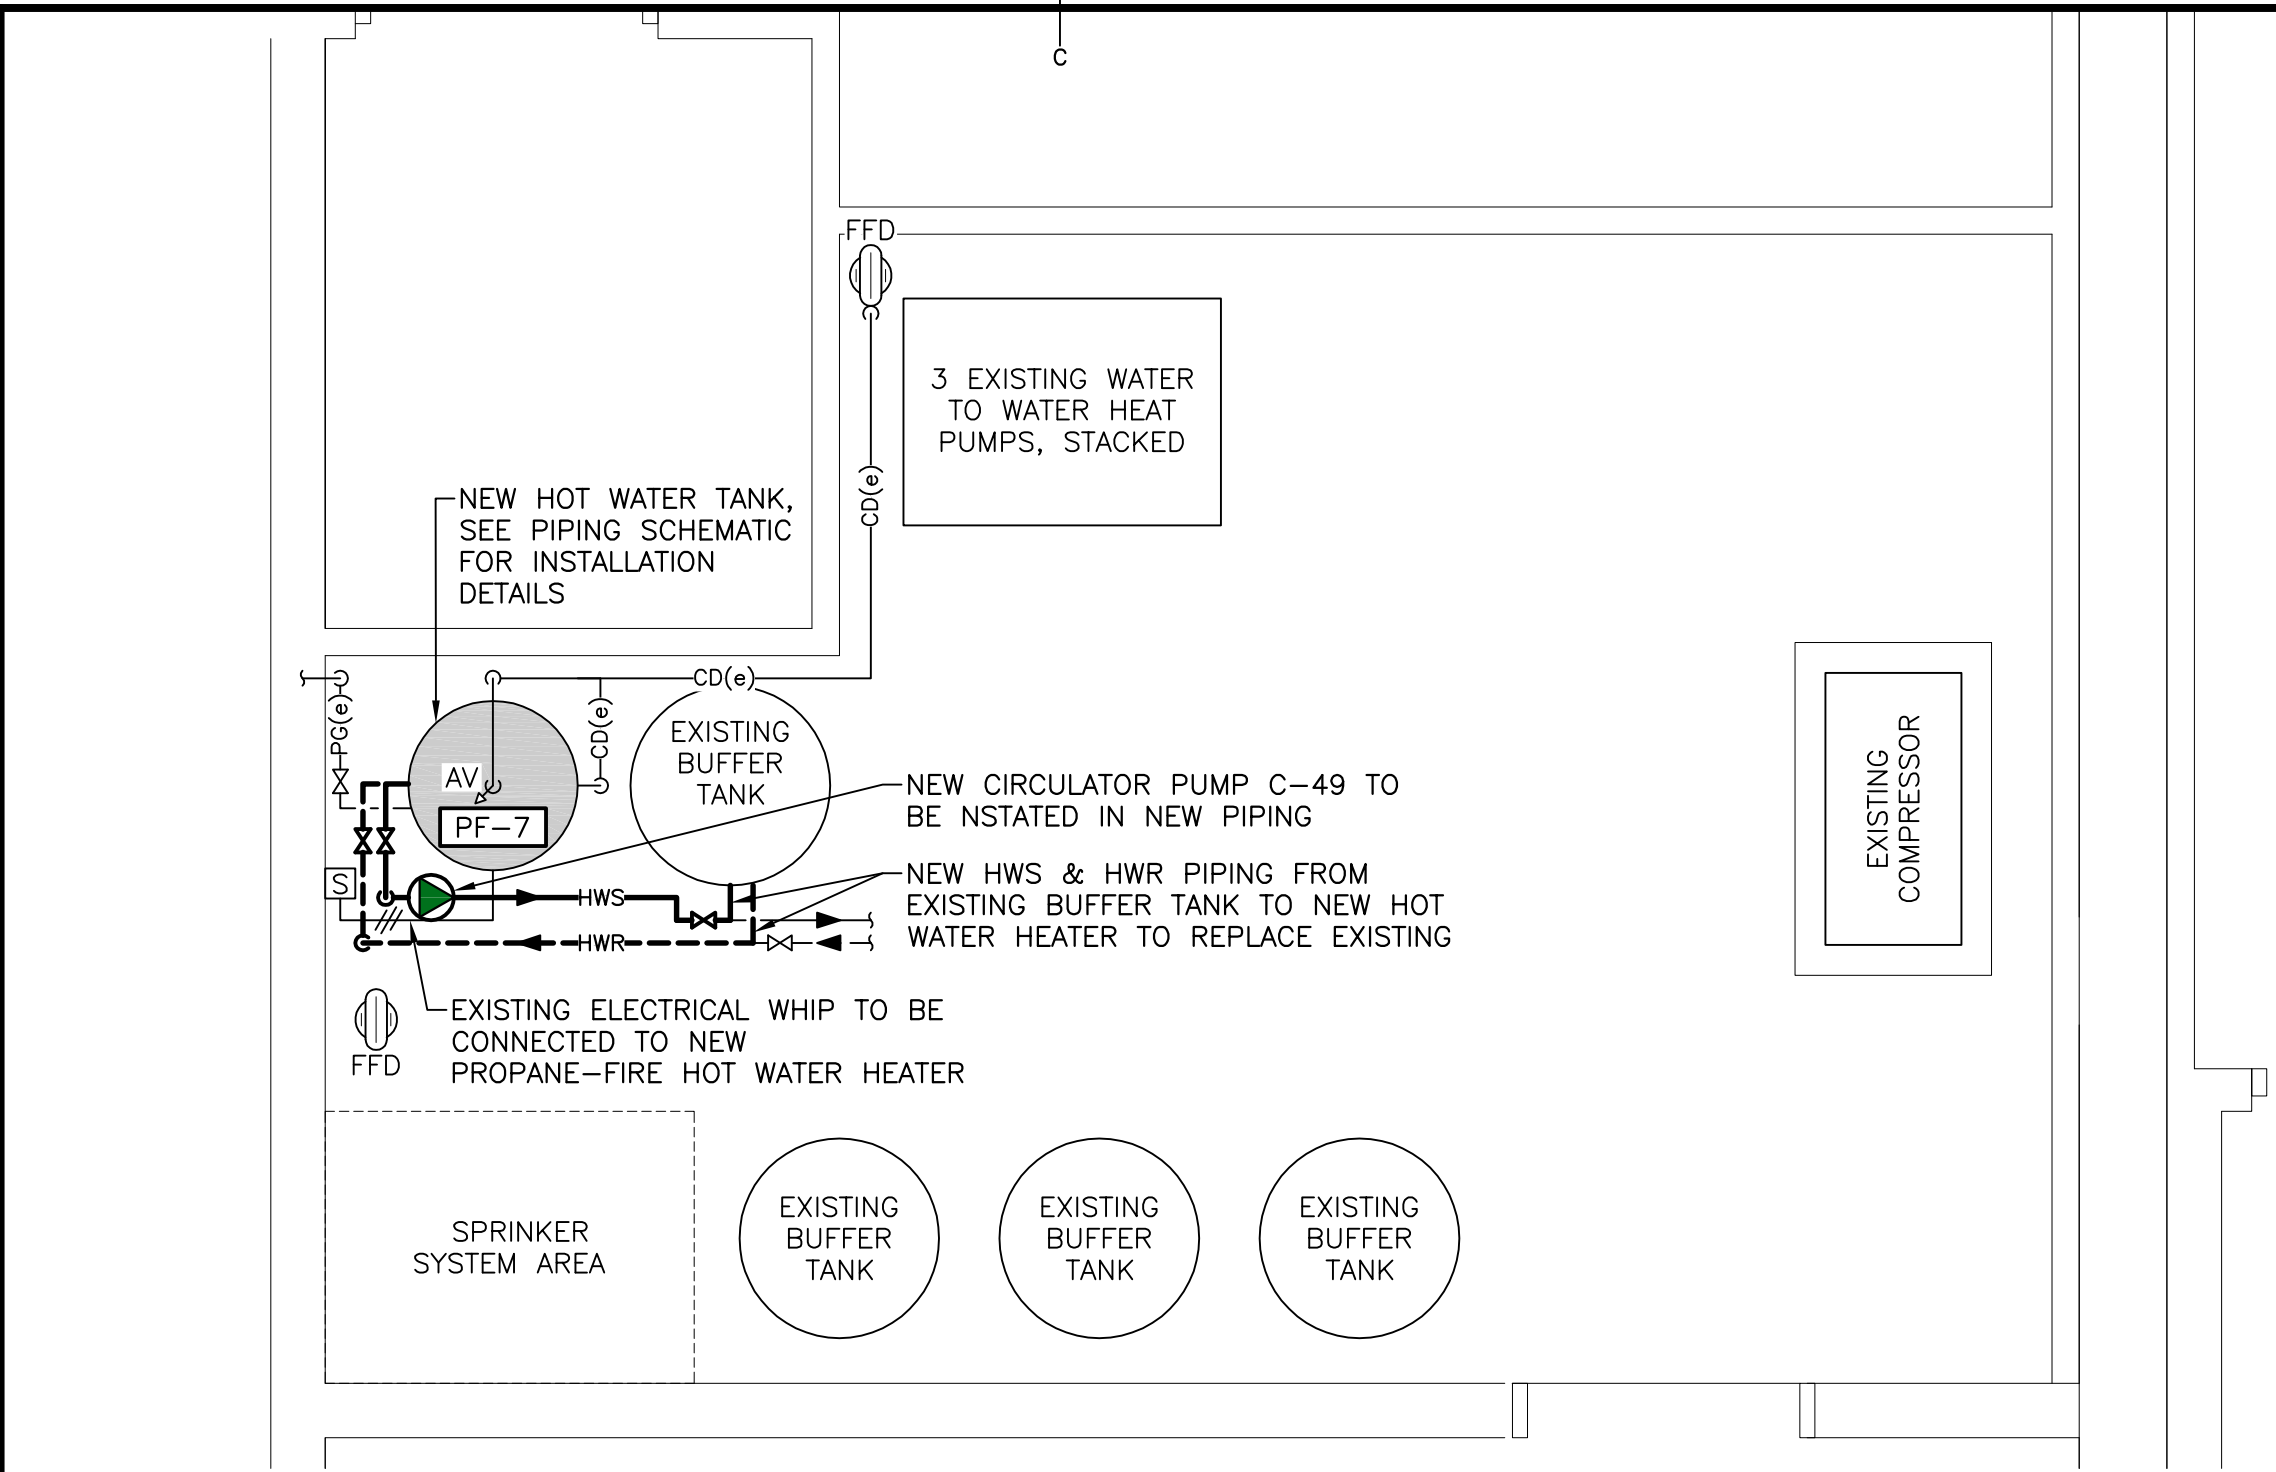 C
FFD
3 EXISTING WATER
TO WATER HEAT
PUMPS, STACKED
CD(e)
NEW HOT WATER TANK,
SEE PIPING SCHEMATIC
FOR INSTALLATION
DETAILS
CD(e)
PG(e)
CD(e)
EXISTING
BUFFER
TANK
AV
PF-7
EXISTING
COMPRESSOR
NEW CIRCULATOR PUMP C-49 TO
BE NSTATED IN NEW PIPING
S
HWS
HWR
NEW HWS & HWR PIPING FROM
EXISTING BUFFER TANK TO NEW HOT
WATER HEATER TO REPLACE EXISTING
EXISTING ELECTRICAL WHIP TO BE
CONNECTED TO NEW
PROPANE-FIRE HOT WATER HEATER
FFD
SPRINKER
SYSTEM AREA
EXISTING
BUFFER
TANK
EXISTING
BUFFER
TANK
EXISTING
BUFFER
TANK